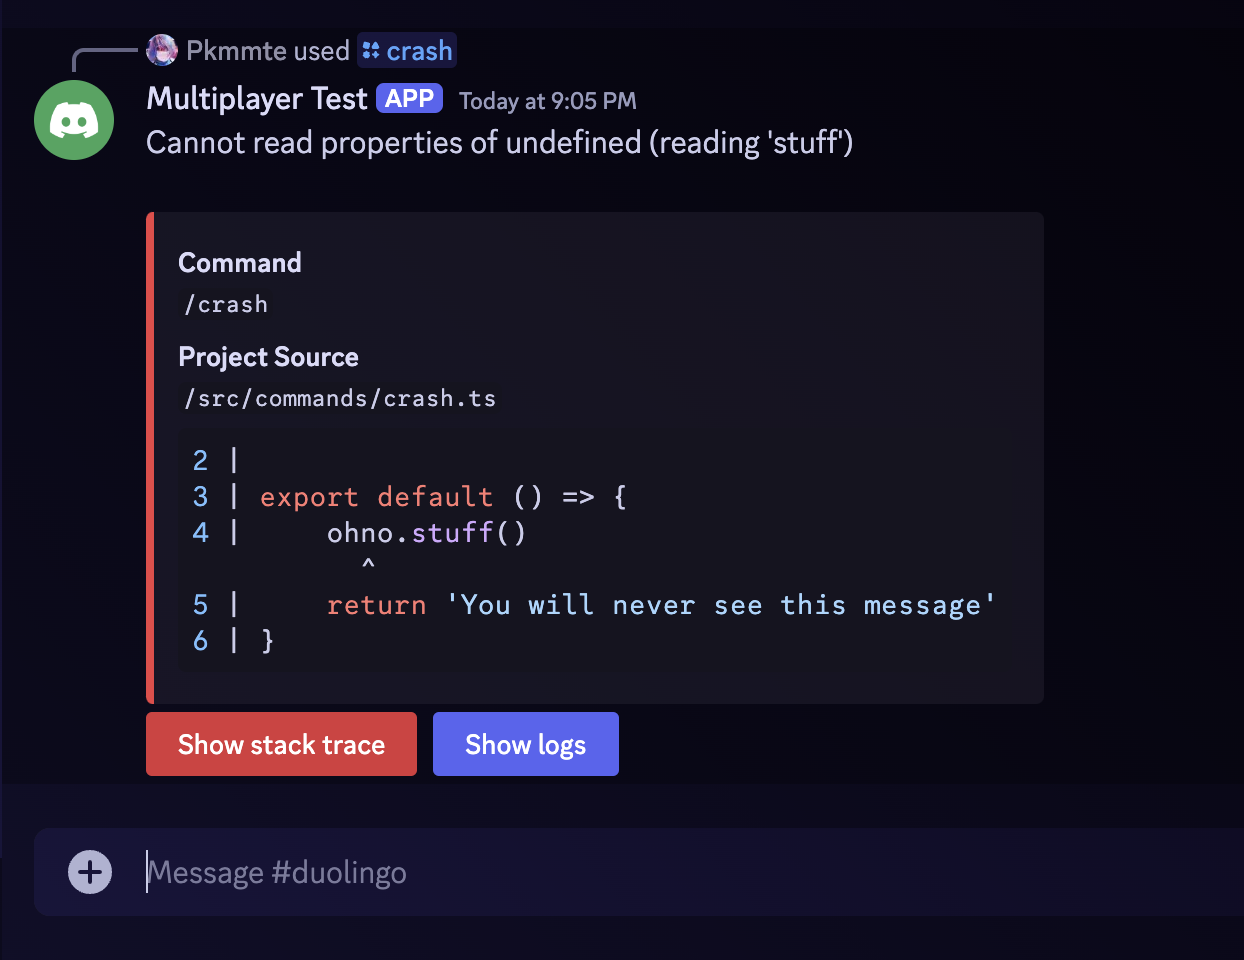 Pkmmte used crash
Multiplayer Test APP Today at 9:05 PM
Cannot read properties of undefined (reading 'stuff')
Command
/crash
Project Source
/src/commands/crash.ts
2 |
3 | export default () => {
4 |     ohno.stuff()
^
5 |     return 'You will never see this message'
6 | }
Show stack trace Show logs
Message #duolingo